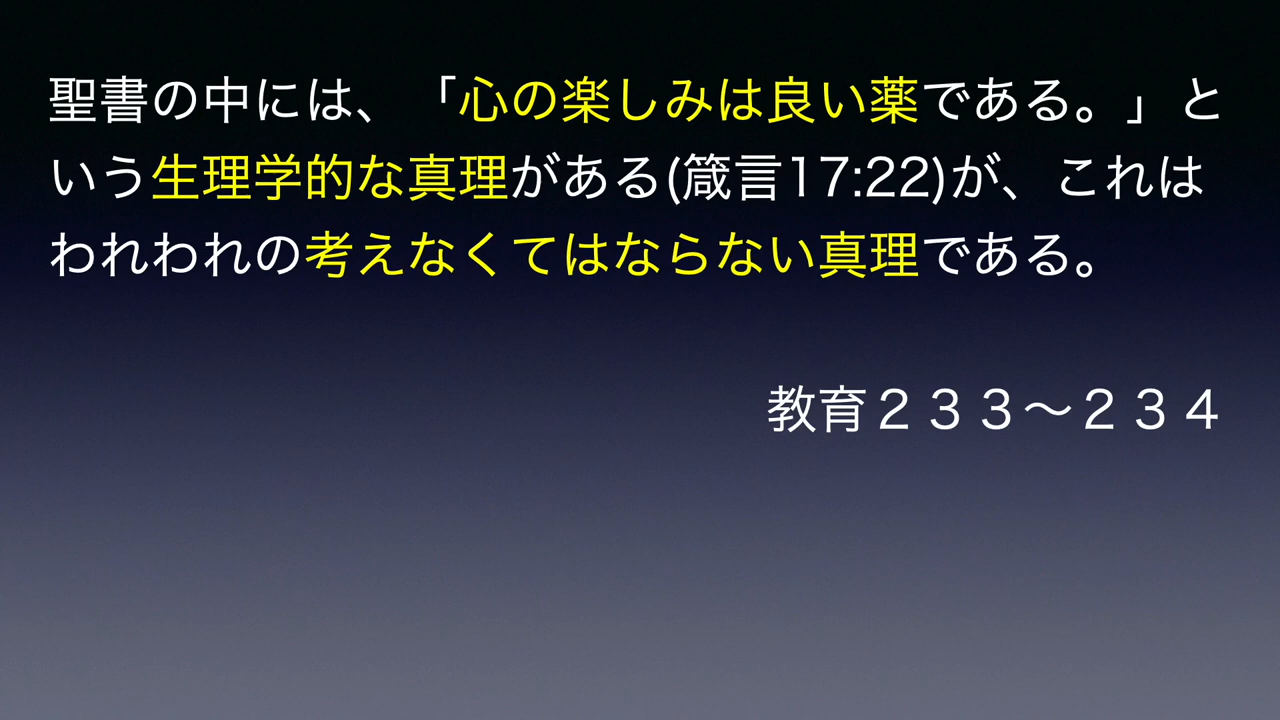 聖書の中には、「心の楽しみは良い薬である。」と
いう生理学的な真理がある(箴言17:22)が、これは
われわれの考えなくてはならない真理である。
教育２３３〜２３４